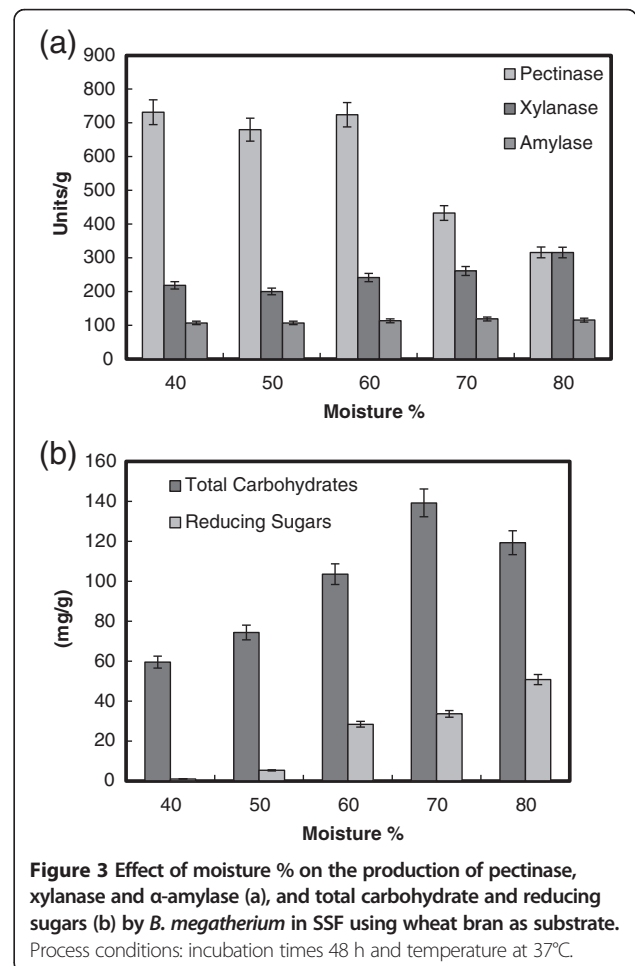 (a)
900
800
700
600
500
400
300
200
100
0
Units/g
Pectinase
Xylanase
Amylase
40 50 60 70 80
Moisture %
(b)
160
140
120
100
80
60
40
20
0
(mg/g)
Total Carbohydrates
Reducing Sugars
40 50 60 70 80
Moisture %
Figure 3 Effect of moisture % on the production of pectinase,
xylanase and α-amylase (a), and total carbohydrate and reducing
sugars (b) by B. megatherium in SSF using wheat bran as substrate.
Process conditions: incubation times 48 h and temperature at 37°C.